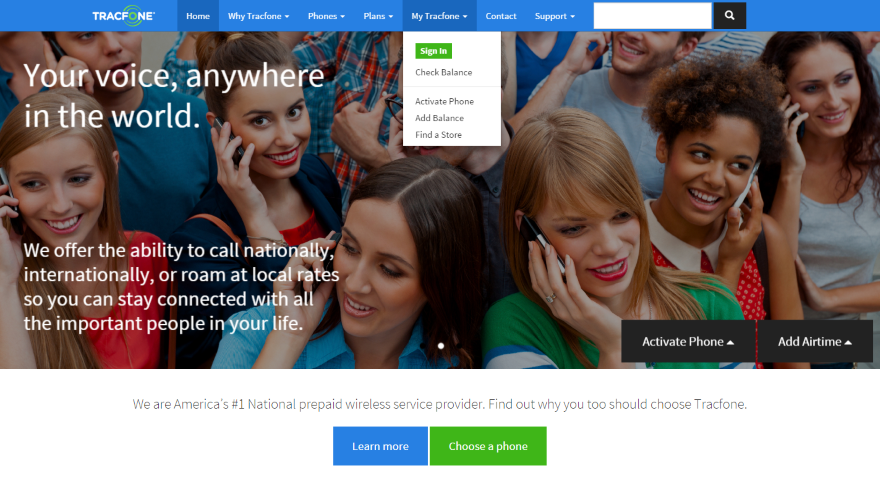 TRACFONE
Home Why Tracfone Phones Plans My Tracfone Contact Support
Sign In
Check Balance
Activate Phone
Add Balance
Find a Store
Your voice, anywhere
in the world.
We offer the ability to call nationally,
internationally, or roam at local rates
so you can stay connected with all
the important people in your life.
Activate Phone Add Airtime
We are America's #1 National prepaid wireless service provider. Find out why you too should choose Tracfone.
Learn more Choose a phone